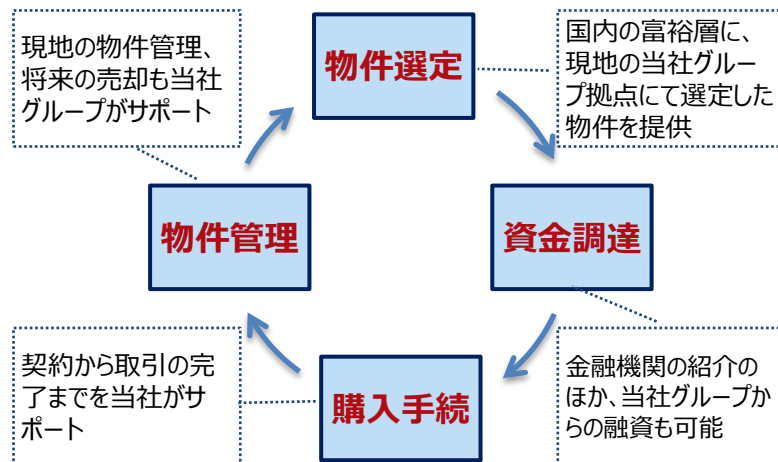 現地の物件管理、
将来の売却も当社
グループがサポート
物件選定
国内の富裕層に、
現地の当社グルー
プ拠点にて選定した
物件を提供
物件管理
資金調達
契約から取引の完
了までを当社がサ
ポート
購入手続
金融機関の紹介の
ほか、当社グループか
らの融資も可能